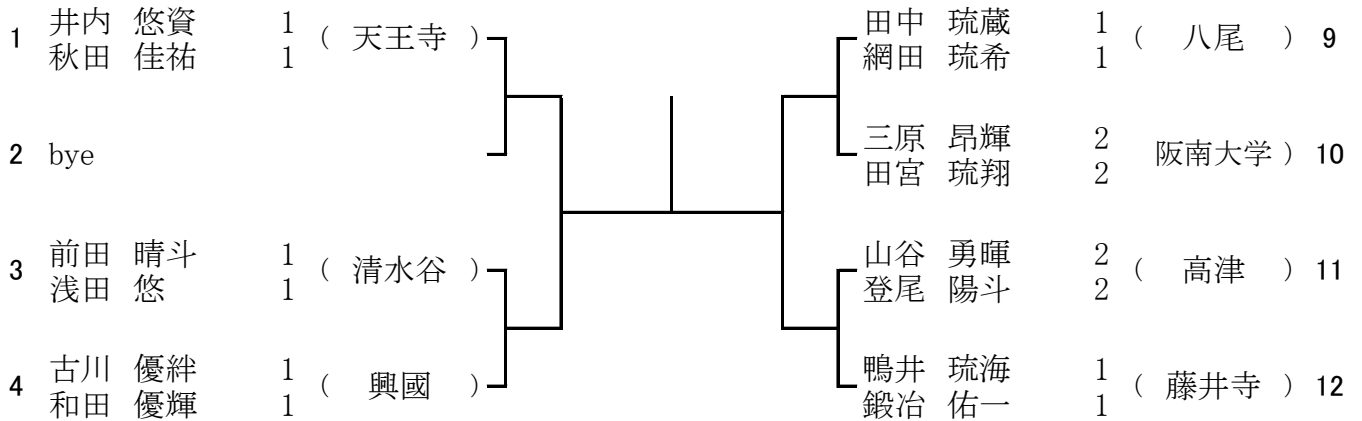 1 井内 悠資 1 ( 天王寺 )
秋田 佳祐 1
2 bye
3 前田 晴斗 1 ( 清水谷 )
浅田 悠 1
4 古川 優絆 1 ( 興國 )
和田 優輝 1
田中 琉蔵 1 ( 八尾 ) 9
網田 琉希 1
三原 昂輝 2 阪南大学 ) 10
田宮 琉翔 2
山谷 勇暉 2 ( 高津 ) 11
登尾 陽斗 2
鴨井 琉海 1 ( 藤井寺 ) 12
鍛冶 佑一 1